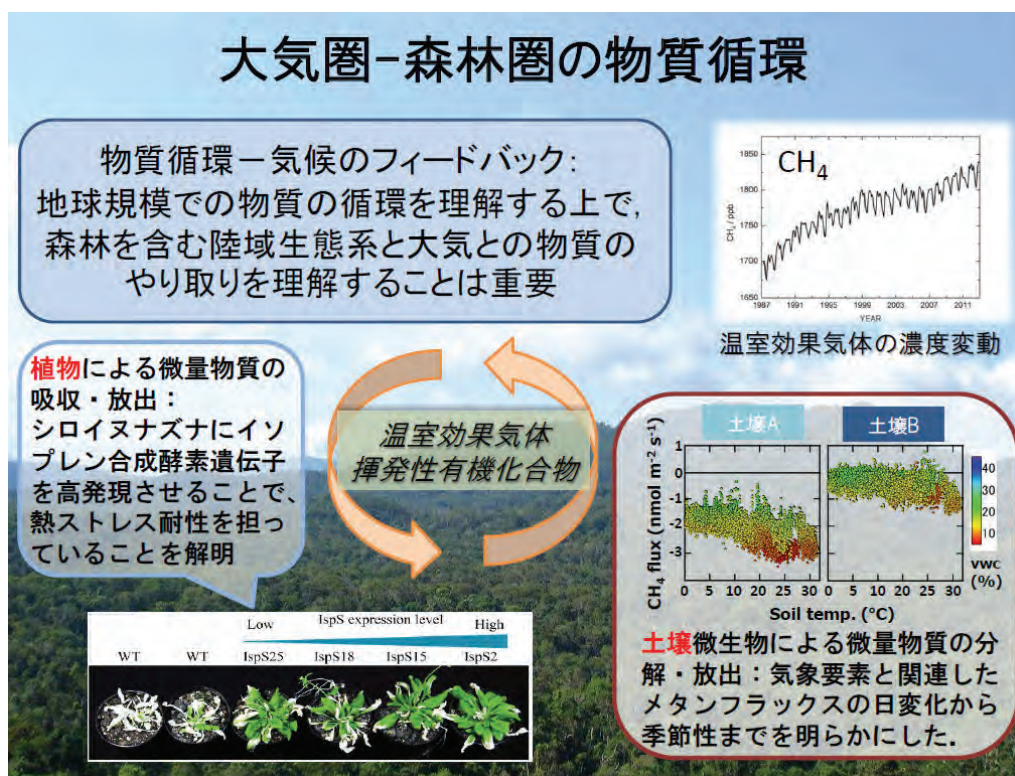 大気圏-森林圏の物質循環
物質循環-気候のフィードバック:
地球規模での物質の循環を理解する上で,
森林を含む陸域生態系と大気との物質の
やり取りを理解することは重要
CH4
1850
1800
1750
1700
1650
CH4 / ppb
1987 1991 1995 1999 2003 2007 2011
YEAR
温室効果気体の濃度変動
植物による微量物質の
吸収・放出:
シロイヌナズナにイソ
プレン合成酵素遺伝子
を高発現させることで、
熱ストレス耐性を担っ
ていることを解明
温室効果気体
揮発性有機化合物
土壌A 土壌B
CH4 flux (nmol m-2 s-1)
1
0
-1
-2
-3
40
30
20
10
vwc
(%)
0 5 10 20 30 0 5 10 20 30
Soil temp. (°C)
土壌微生物による微量物質の分
解・放出:気象要素と関連した
メタンフラックスの日変化から
季節性までを明らかにした.
Low IspS expression level High
WT WT IspS25 IspS18 IspS15 IspS2